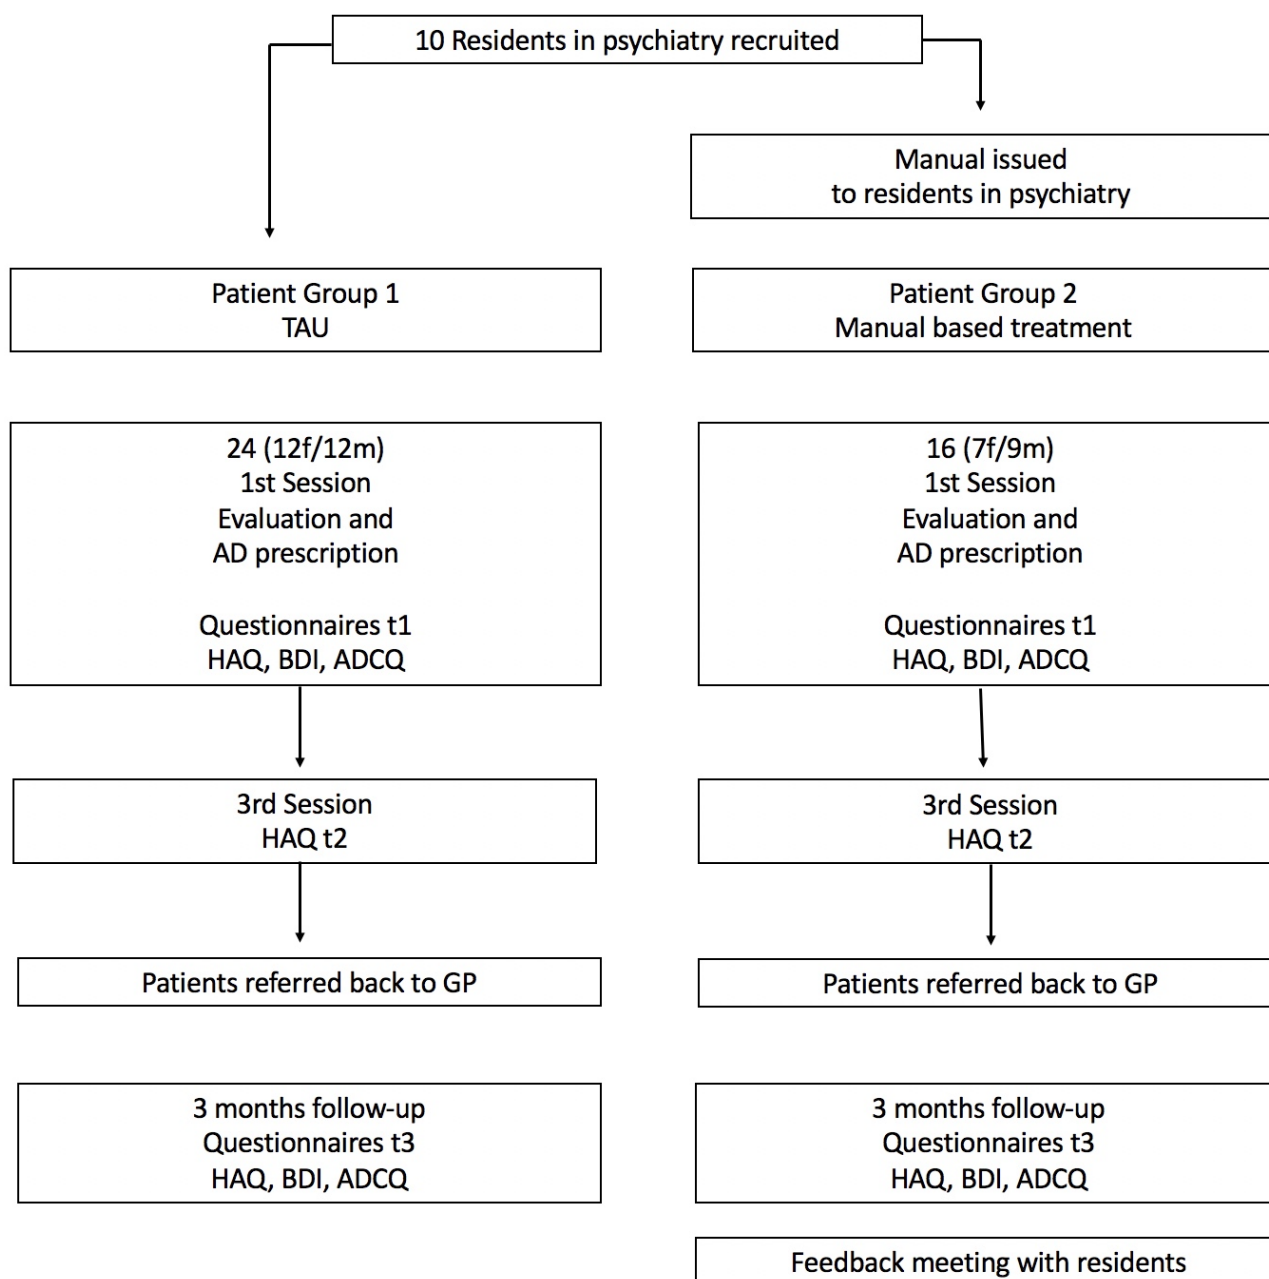 10 Residents in psychiatry recruited
Manual issued
to residents in psychiatry
Patient Group 1
TAU
Patient Group 2
Manual based treatment
24 (12f/12m)
1st Session
Evaluation and
AD prescription
Questionnaires t1
HAQ, BDI, ADCQ
16 (7f/9m)
1st Session
Evaluation and
AD prescription
Questionnaires t1
HAQ, BDI, ADCQ
3rd Session
HAQ t2
3rd Session
HAQ t2
Patients referred back to GP
Patients referred back to GP
3 months follow-up
Questionnaires t3
HAQ, BDI, ADCQ
3 months follow-up
Questionnaires t3
HAQ, BDI, ADCQ
Feedback meeting with residents